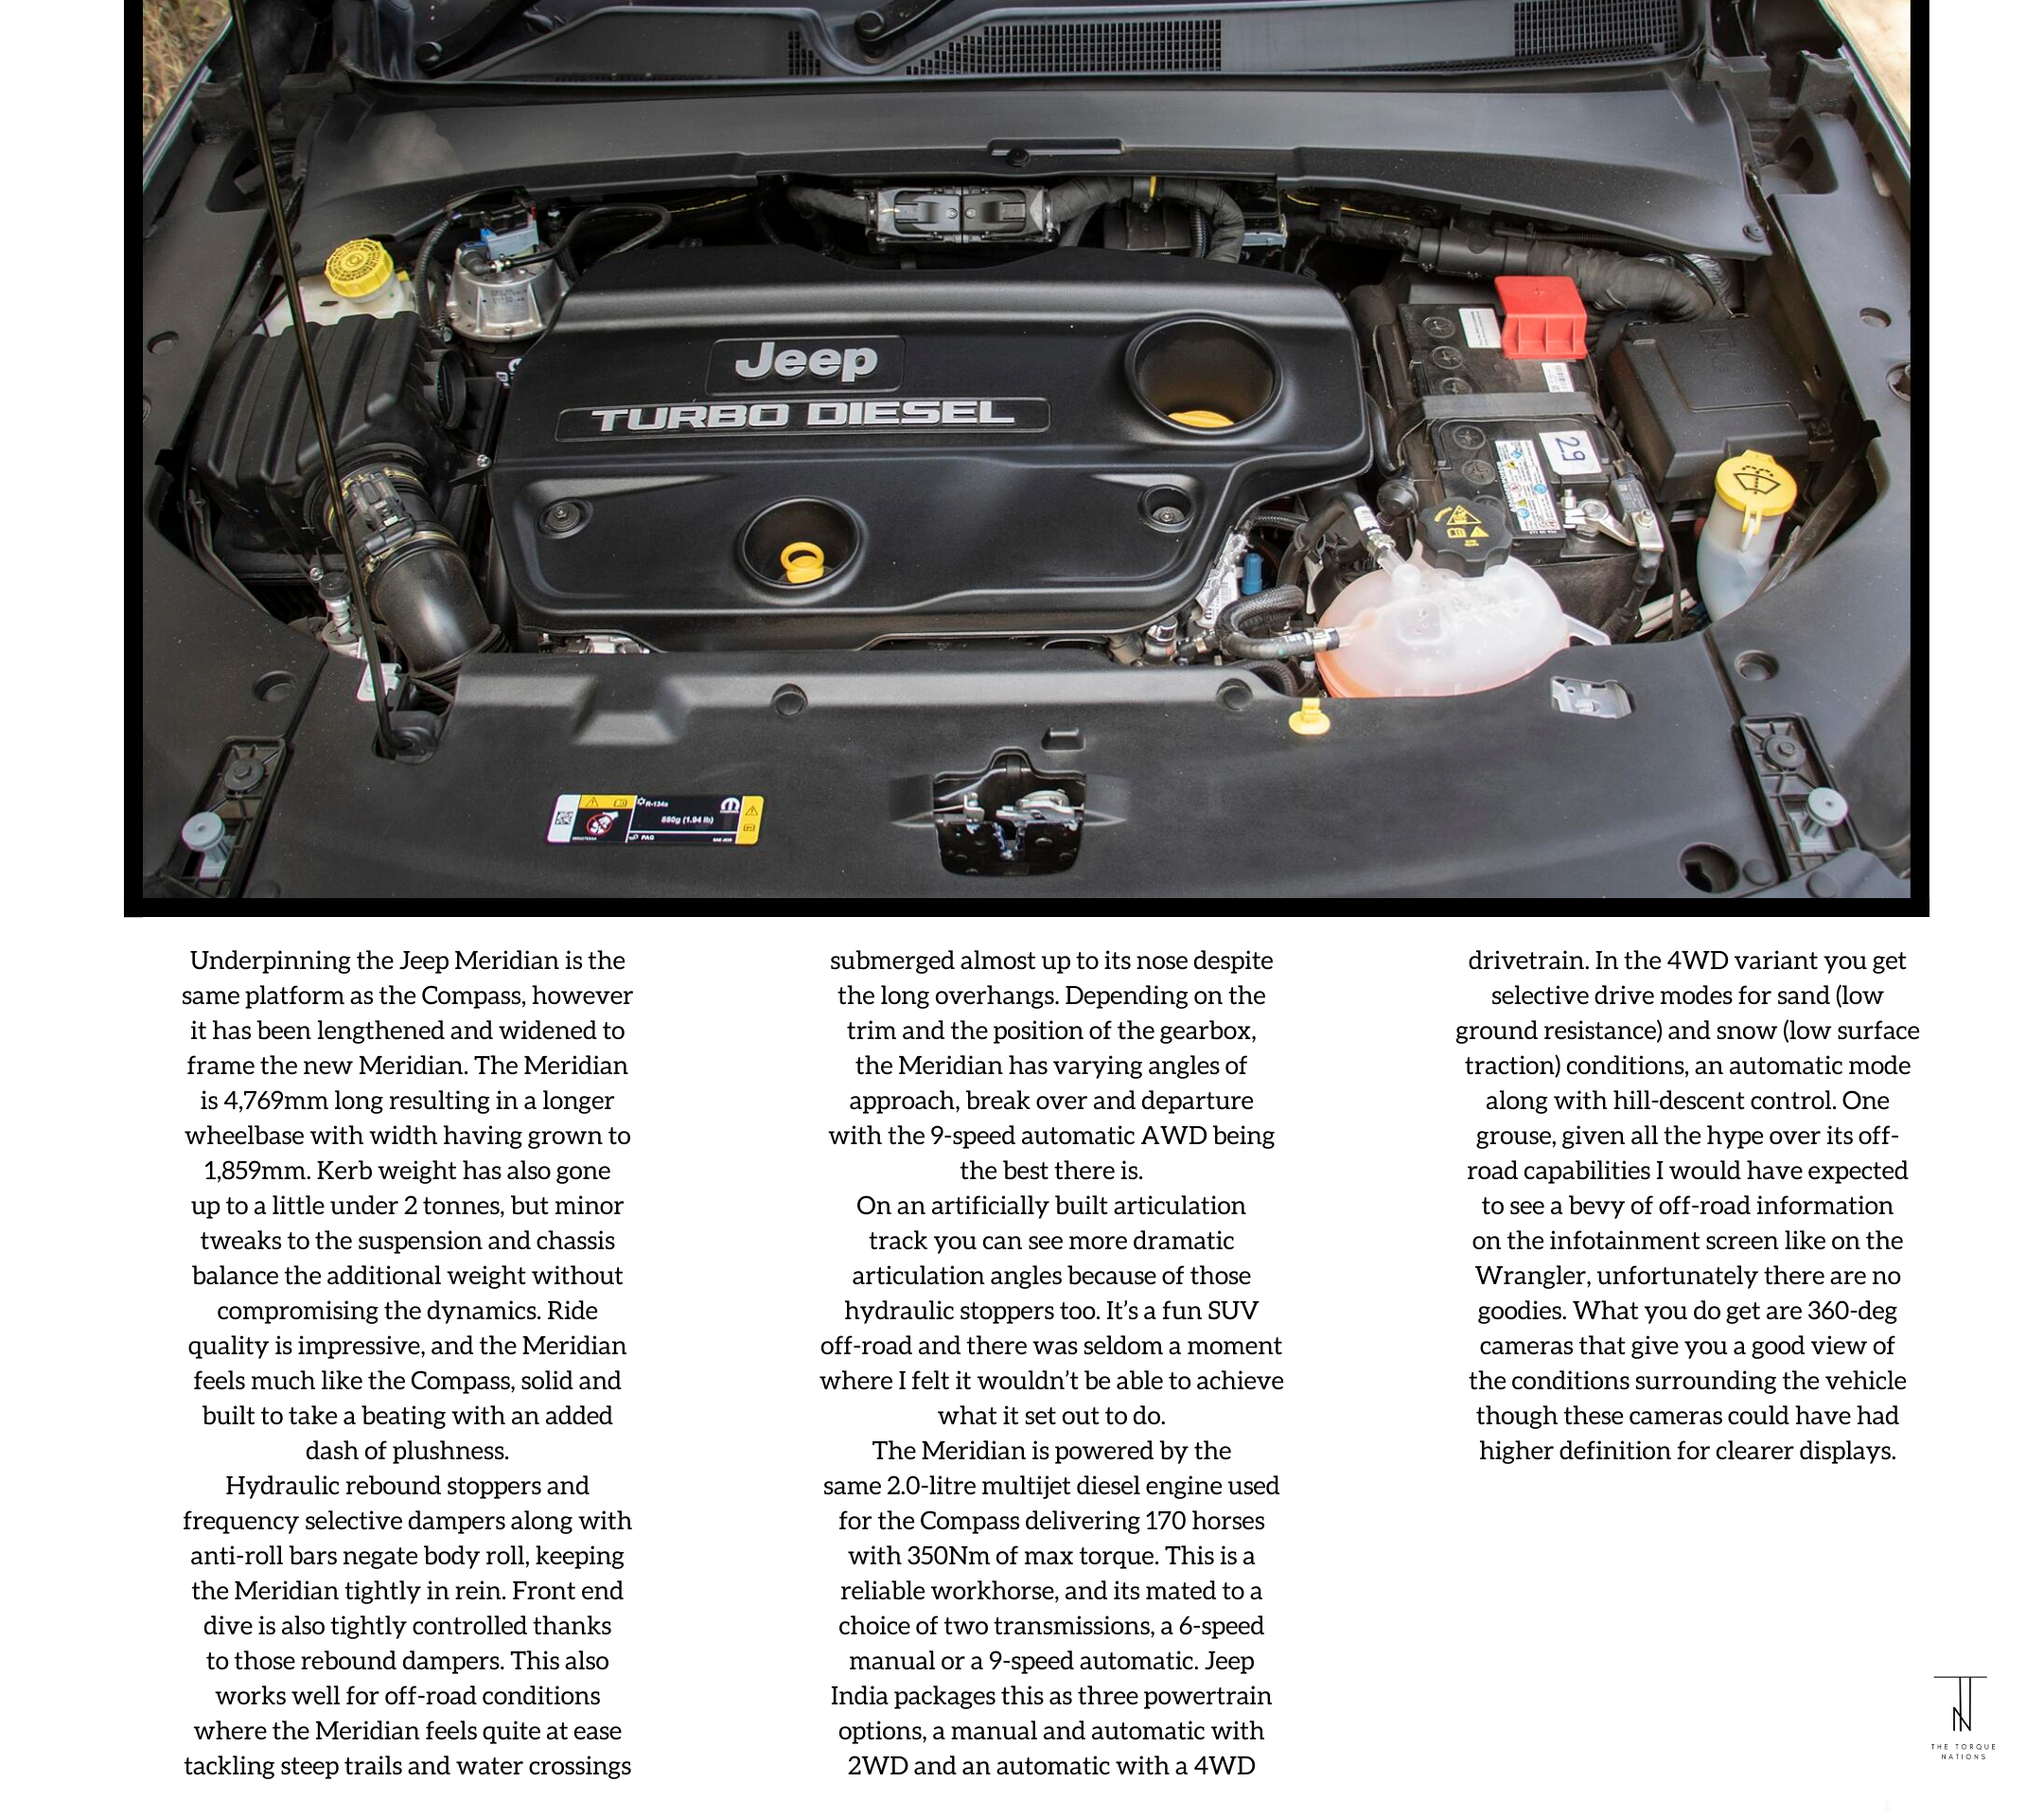 Jeep
TURBO DIESEL
29
R-134a
880g (1.94 lb)
PAG
Underpinning the Jeep Meridian is the
same platform as the Compass, however
it has been lengthened and widened to
frame the new Meridian. The Meridian
is 4,769mm long resulting in a longer
wheelbase with width having grown to
1,859mm. Kerb weight has also gone
up to a little under 2 tonnes, but minor
tweaks to the suspension and chassis
balance the additional weight without
compromising the dynamics. Ride
quality is impressive, and the Meridian
feels much like the Compass, solid and
built to take a beating with an added
dash of plushness.
Hydraulic rebound stoppers and
frequency selective dampers along with
anti-roll bars negate body roll, keeping
the Meridian tightly in rein. Front end
dive is also tightly controlled thanks
to those rebound dampers. This also
works well for off-road conditions
where the Meridian feels quite at ease
tackling steep trails and water crossings
submerged almost up to its nose despite
the long overhangs. Depending on the
trim and the position of the gearbox,
the Meridian has varying angles of
approach, break over and departure
with the 9-speed automatic AWD being
the best there is.
On an artificially built articulation
track you can see more dramatic
articulation angles because of those
hydraulic stoppers too. It’s a fun SUV
off-road and there was seldom a moment
where I felt it wouldn’t be able to achieve
what it set out to do.
The Meridian is powered by the
same 2.0-litre multijet diesel engine used
for the Compass delivering 170 horses
with 350Nm of max torque. This is a
reliable workhorse, and its mated to a
choice of two transmissions, a 6-speed
manual or a 9-speed automatic. Jeep
India packages this as three powertrain
options, a manual and automatic with
2WD and an automatic with a 4WD
drivetrain. In the 4WD variant you get
selective drive modes for sand (low
ground resistance) and snow (low surface
traction) conditions, an automatic mode
along with hill-descent control. One
grouse, given all the hype over its off-
road capabilities I would have expected
to see a bevy of off-road information
on the infotainment screen like on the
Wrangler, unfortunately there are no
goodies. What you do get are 360-deg
cameras that give you a good view of
the conditions surrounding the vehicle
though these cameras could have had
higher definition for clearer displays.
THE TORQUE
NATIONS